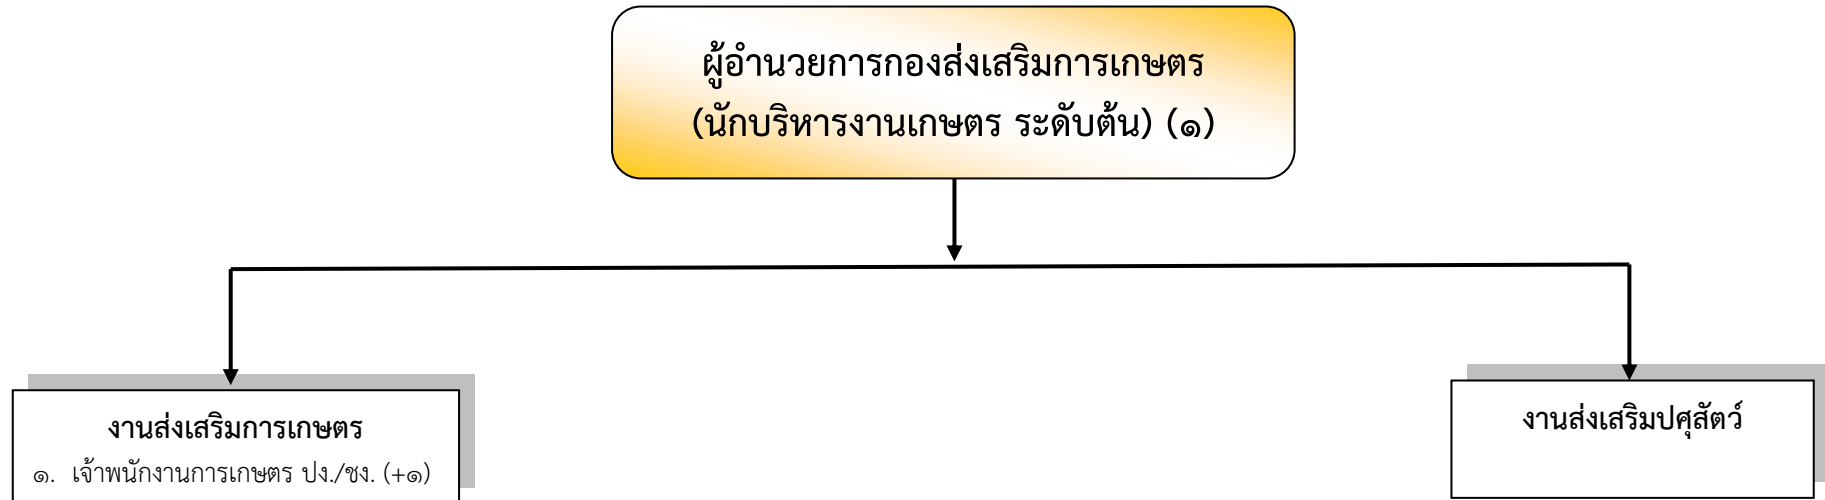 ผู้อำนวยการกองส่งเสริมการเกษตร
(นักบริหารงานเกษตร ระดับต้น) (๑)
งานส่งเสริมการเกษตร
๑. เจ้าพนักงานการเกษตร ปง./ชง. (+๑)
งานส่งเสริมปศุสัตว์